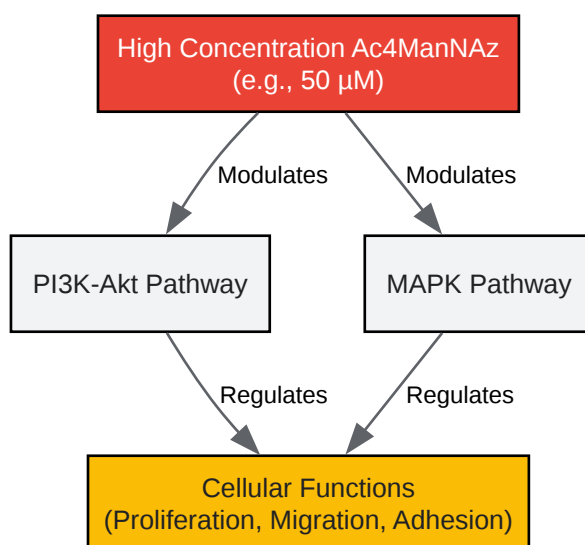 High Concentration Ac4ManNAz
(e.g., 50 µM)
Modulates
Modulates
PI3K-Akt Pathway
MAPK Pathway
Regulates
Regulates
Cellular Functions
(Proliferation, Migration, Adhesion)